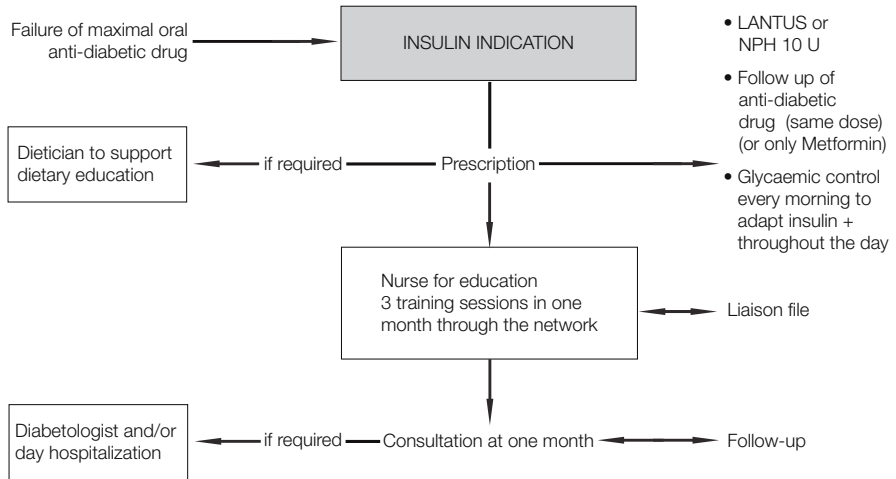 Failure of maximal oral
anti-diabetic drug
INSULIN INDICATION
• LANTUS or
NPH 10 U
• Follow up of
anti-diabetic
drug (same dose)
(or only Metformin)
• Glycaemic control
every morning to
adapt insulin +
throughout the day
Dietician to support
dietary education
if required
Prescription
Nurse for education
3 training sessions in one
month through the network
Liaison file
Diabetologist and/or
day hospitalization
if required
Consultation at one month
Follow-up